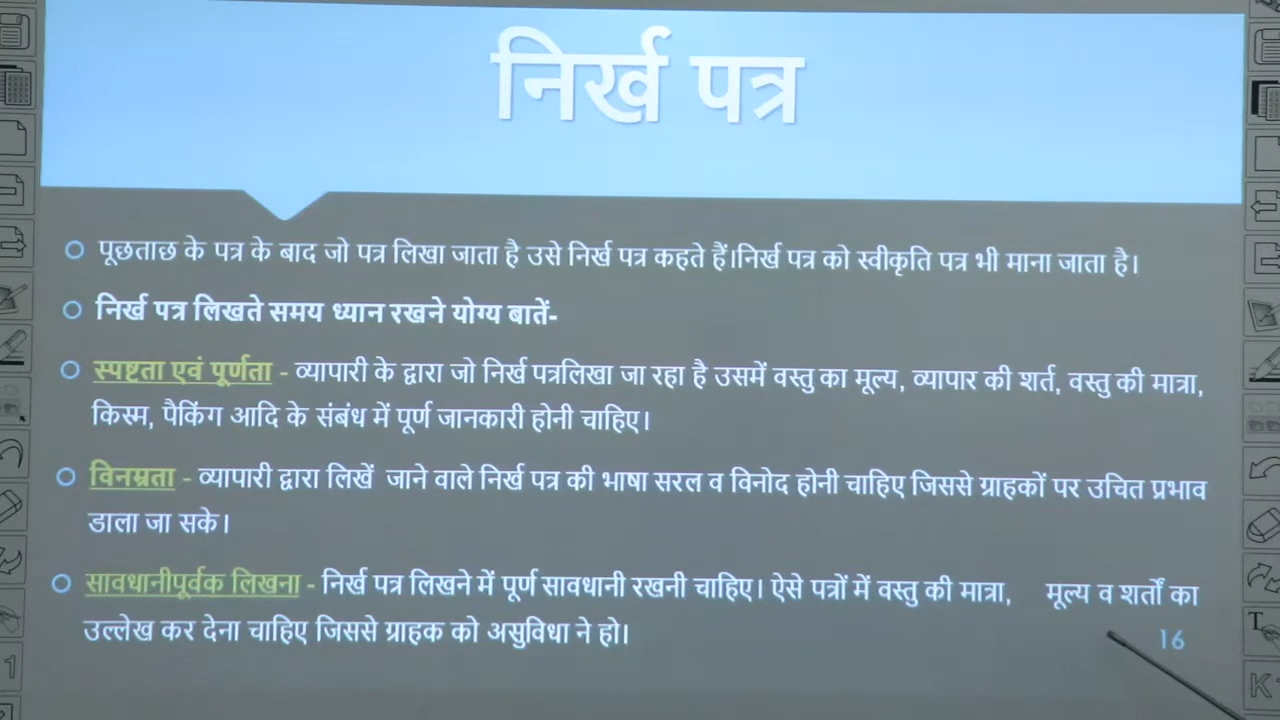 निर्ख पत्र
पूछताछ के पत्र के बाद जो पत्र लिखा जाता है उसे निर्ख पत्र कहते हैं।निर्ख पत्र को स्वीकृति पत्र भी माना जाता है।
निर्ख पत्र लिखते समय ध्यान रखने योग्य बातें-
स्पष्टता एवं पूर्णता - व्यापारी के द्वारा जो निर्ख पत्रलिखा जा रहा है उसमें वस्तु का मूल्य, व्यापार की शर्त, वस्तु की मात्रा,
किस्म, पैकिंग आदि के संबंध में पूर्ण जानकारी होनी चाहिए।
विनम्रता - व्यापारी द्वारा लिखें जाने वाले निर्ख पत्र की भाषा सरल व विनोद होनी चाहिए जिससे ग्राहकों पर उचित प्रभाव
डाला जा सके।
सावधानीपूर्वक लिखना - निर्ख पत्र लिखने में पूर्ण सावधानी रखनी चाहिए। ऐसे पत्रों में वस्तु की मात्रा, मूल्य व शर्तों का
उल्लेख कर देना चाहिए जिससे ग्राहक को असुविधा ने हो।
16
1
T
K